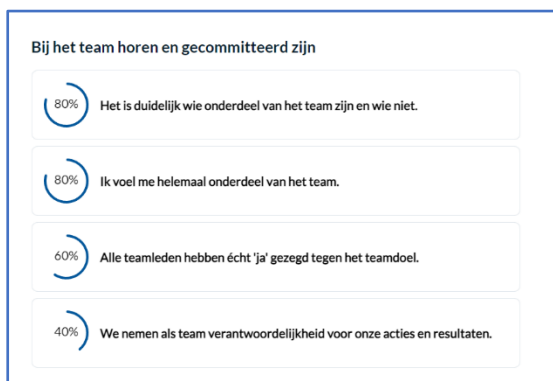 Bij het team horen en gecommitteerd zijn
80% Het is duidelijk wie onderdeel van het team zijn en wie niet.
80% Ik voel me helemaal onderdeel van het team.
60% Alle teamleden hebben écht 'ja' gezegd tegen het teamdoel.
40% We nemen als team verantwoordelijkheid voor onze acties en resultaten.